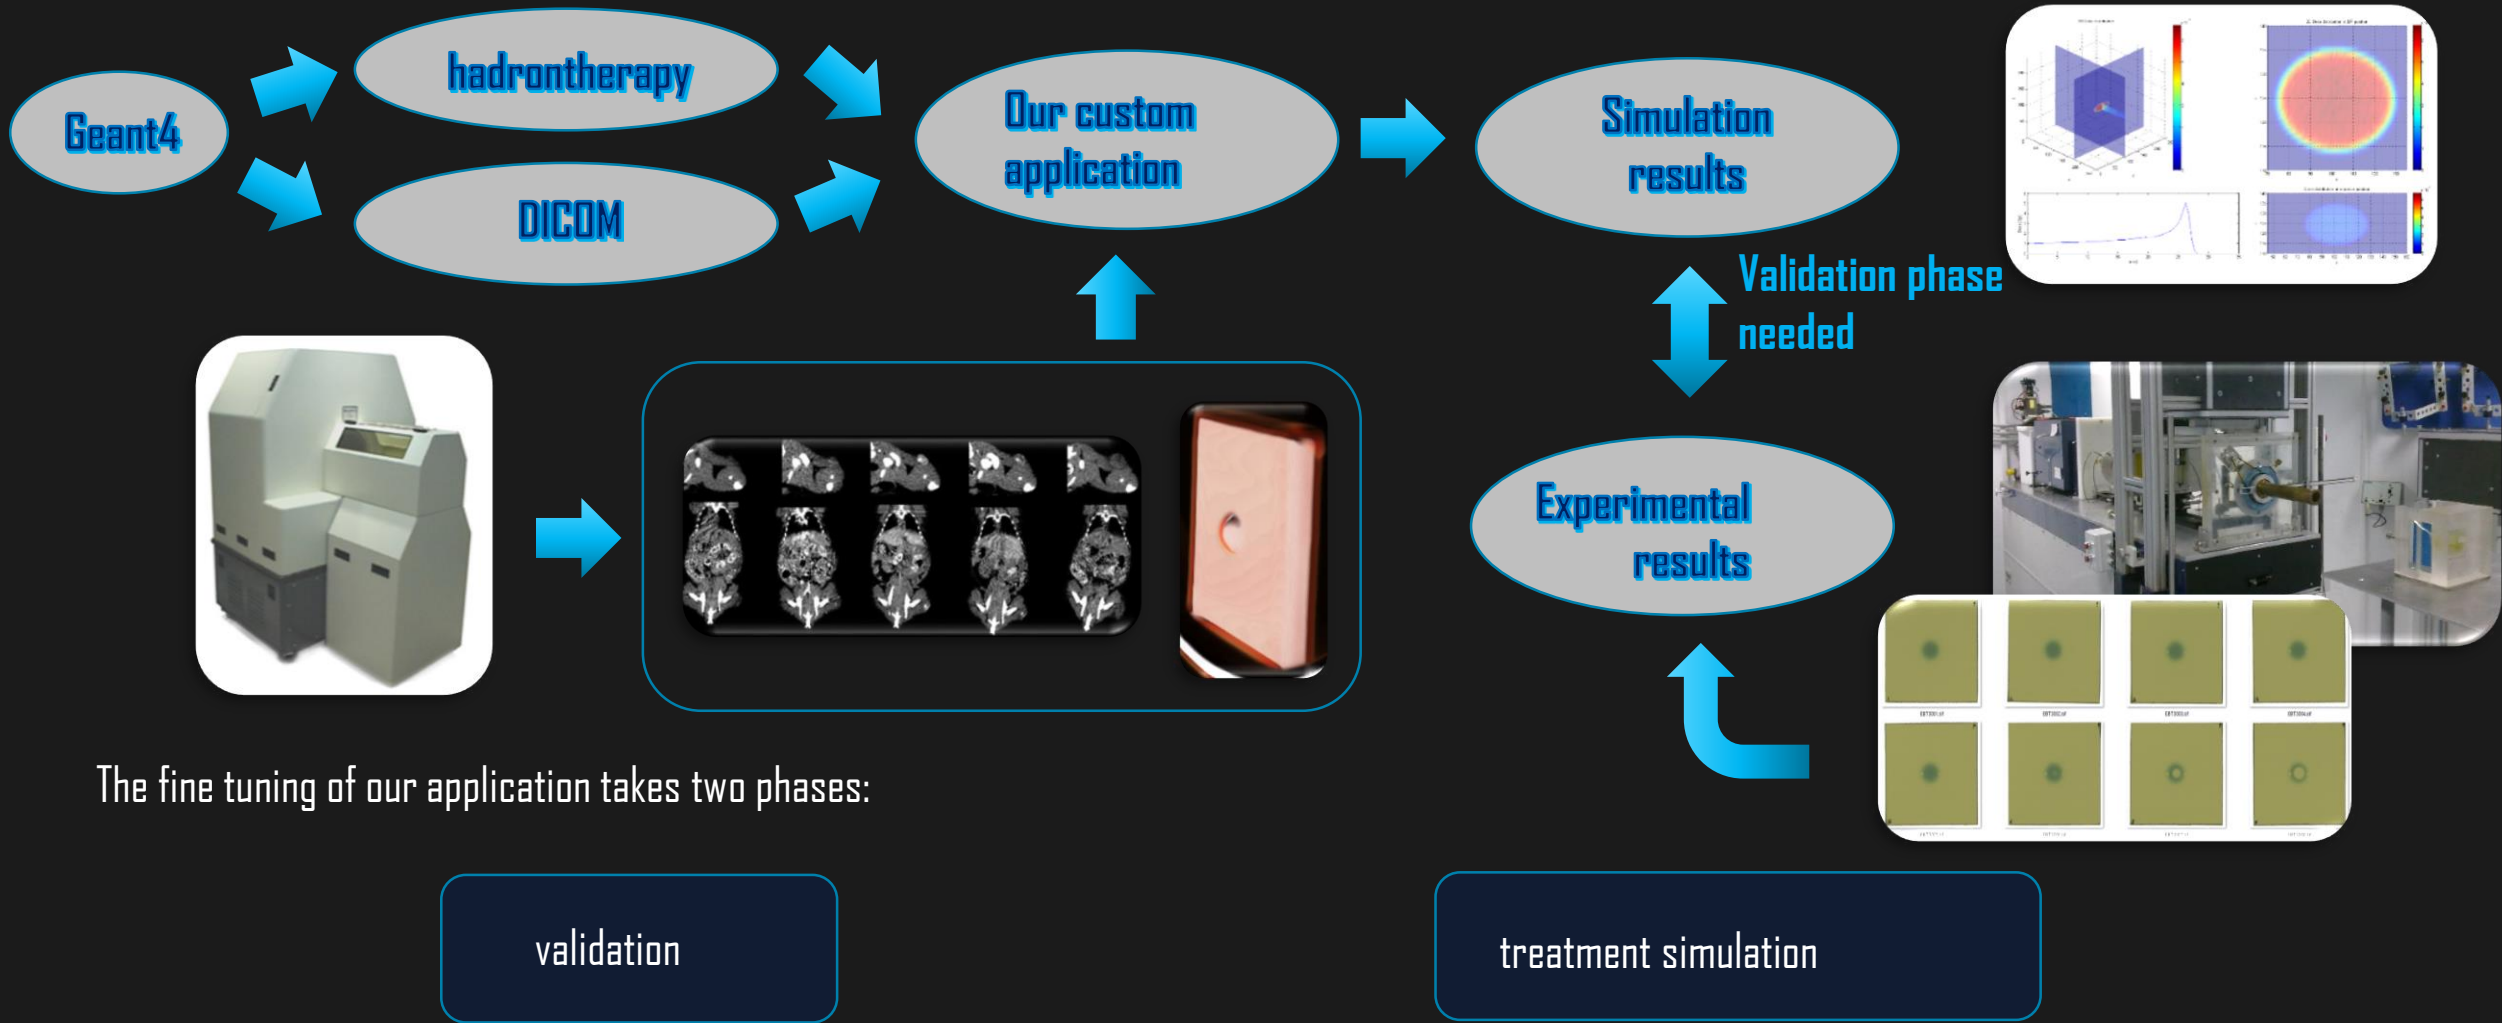 Geant4
hadrontherapy
DICOM
Our custom
application
Simulation
results
Validation phase
needed
Experimental
results
The fine tuning of our application takes two phases:
validation
treatment simulation